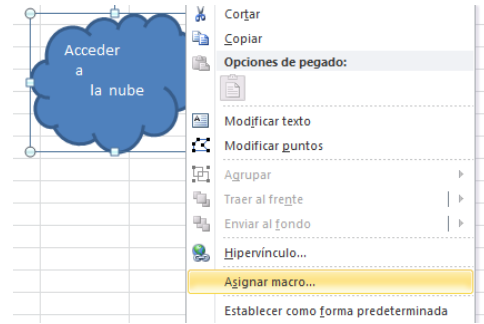 Acceder
a
la nube
Cortar
Copiar
Opciones de pegado:
Modificar texto
Modificar puntos
Agrupar
Traer al frente
Enviar al fondo
Hipervínculo...
Asignar macro...
Establecer como forma predeterminada